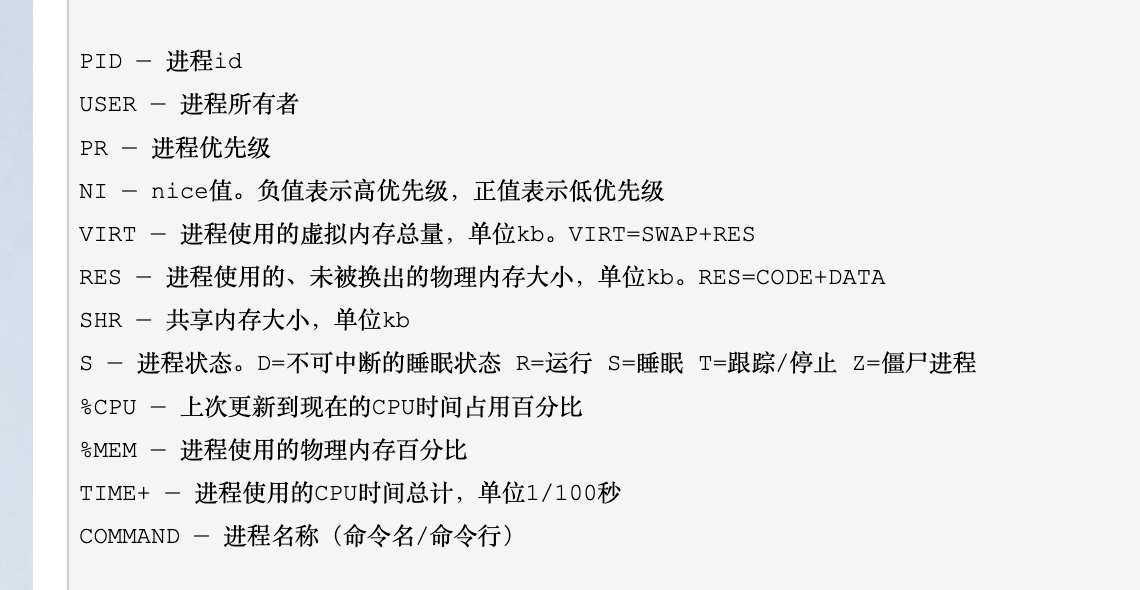 PID — 进程id
USER — 进程所有者
PR — 进程优先级
NI — nice值。负值表示高优先级，正值表示低优先级
VIRT — 进程使用的虚拟内存总量，单位kb。VIRT=SWAP+RES
RES — 进程使用的、未被换出的物理内存大小，单位kb。RES=CODE+DATA
SHR — 共享内存大小，单位kb
S — 进程状态。D=不可中断的睡眠状态 R=运行 S=睡眠 T=跟踪/停止 Z=僵尸进程
%CPU — 上次更新到现在的CPU时间占用百分比
%MEM — 进程使用的物理内存百分比
TIME+ — 进程使用的CPU时间总计，单位1/100秒
COMMAND — 进程名称（命令名/命令行）